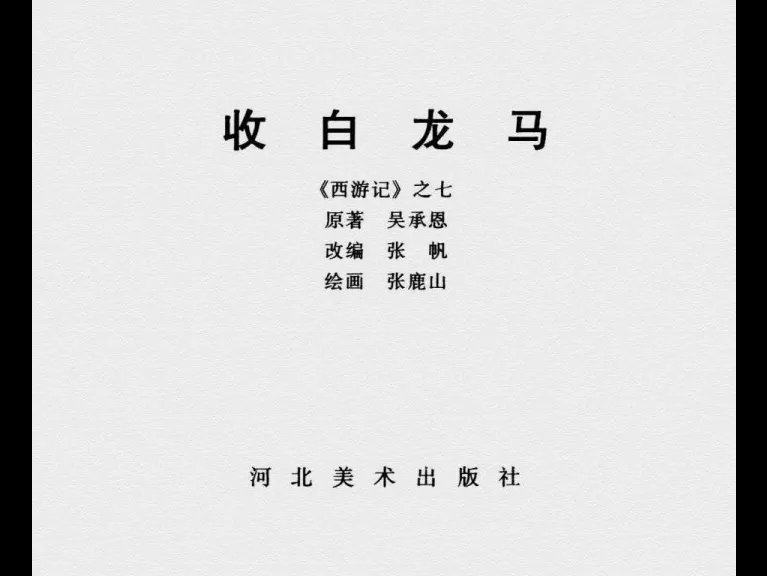 收白龙马
《西游记》之七
原著 吴承恩
改编 张 帆
绘画 张鹿山
河北美术出版社